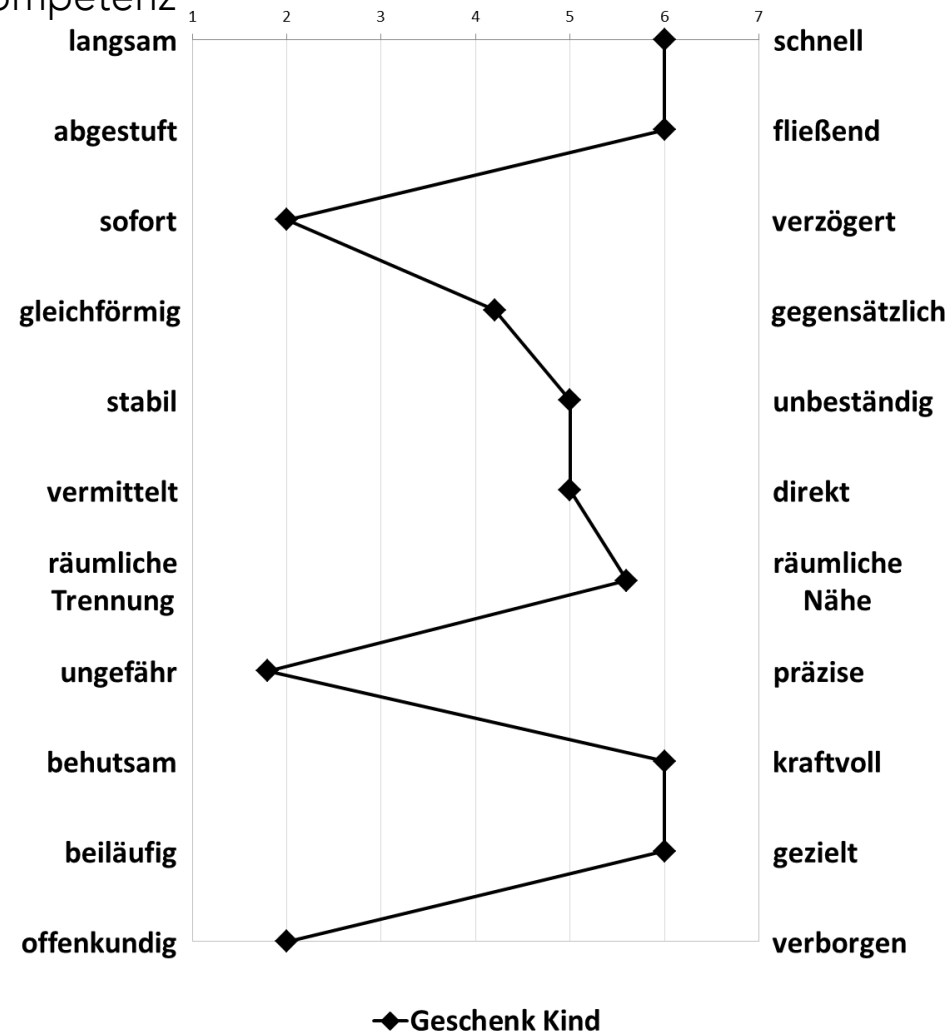 1 2 3 4 5 6 7
langsam schnell
abgestuft fließend
sofort verzögert
gleichförmig gegensätzlich
stabil unbeständig
vermittelt direkt
räumliche räumliche
Trennung Nähe
ungefähr präzise
behutsam kraftvoll
beiläufig gezielt
offenkundig verborgen
Geschenk Kind